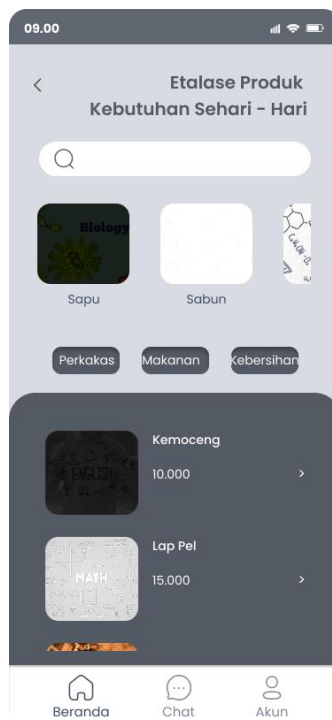 09.00
Etalase Produk
Kebutuhan Sehari - Hari
Biology
Sapu
Sabun
Perkakas
Makanan
Kebersihan
Kemoceng
ENGLISH
10.000
Lap Pel
MATH
15.000
Beranda
Chat
Akun